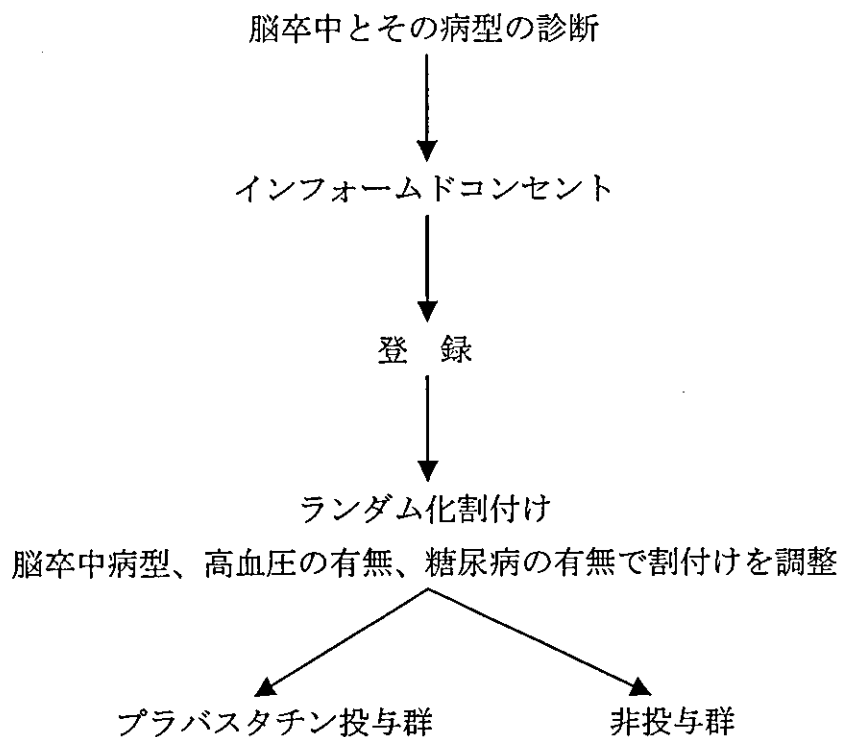 脳卒中とその病型の診断
インフォームドコンセント
登　録
ランダム化割付け
脳卒中病型、高血圧の有無、糖尿病の有無で割付けを調整
プラバスタチン投与群　非投与群